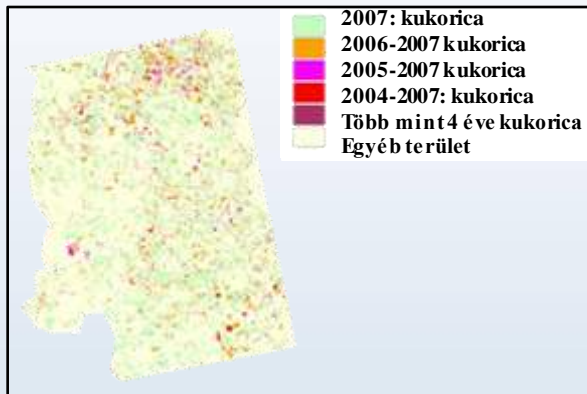 2007: kukorica
2006-2007 kukorica
2005-2007 kukorica
2004-2007: kukorica
Több mint 4 éve kukorica
Egyéb terület